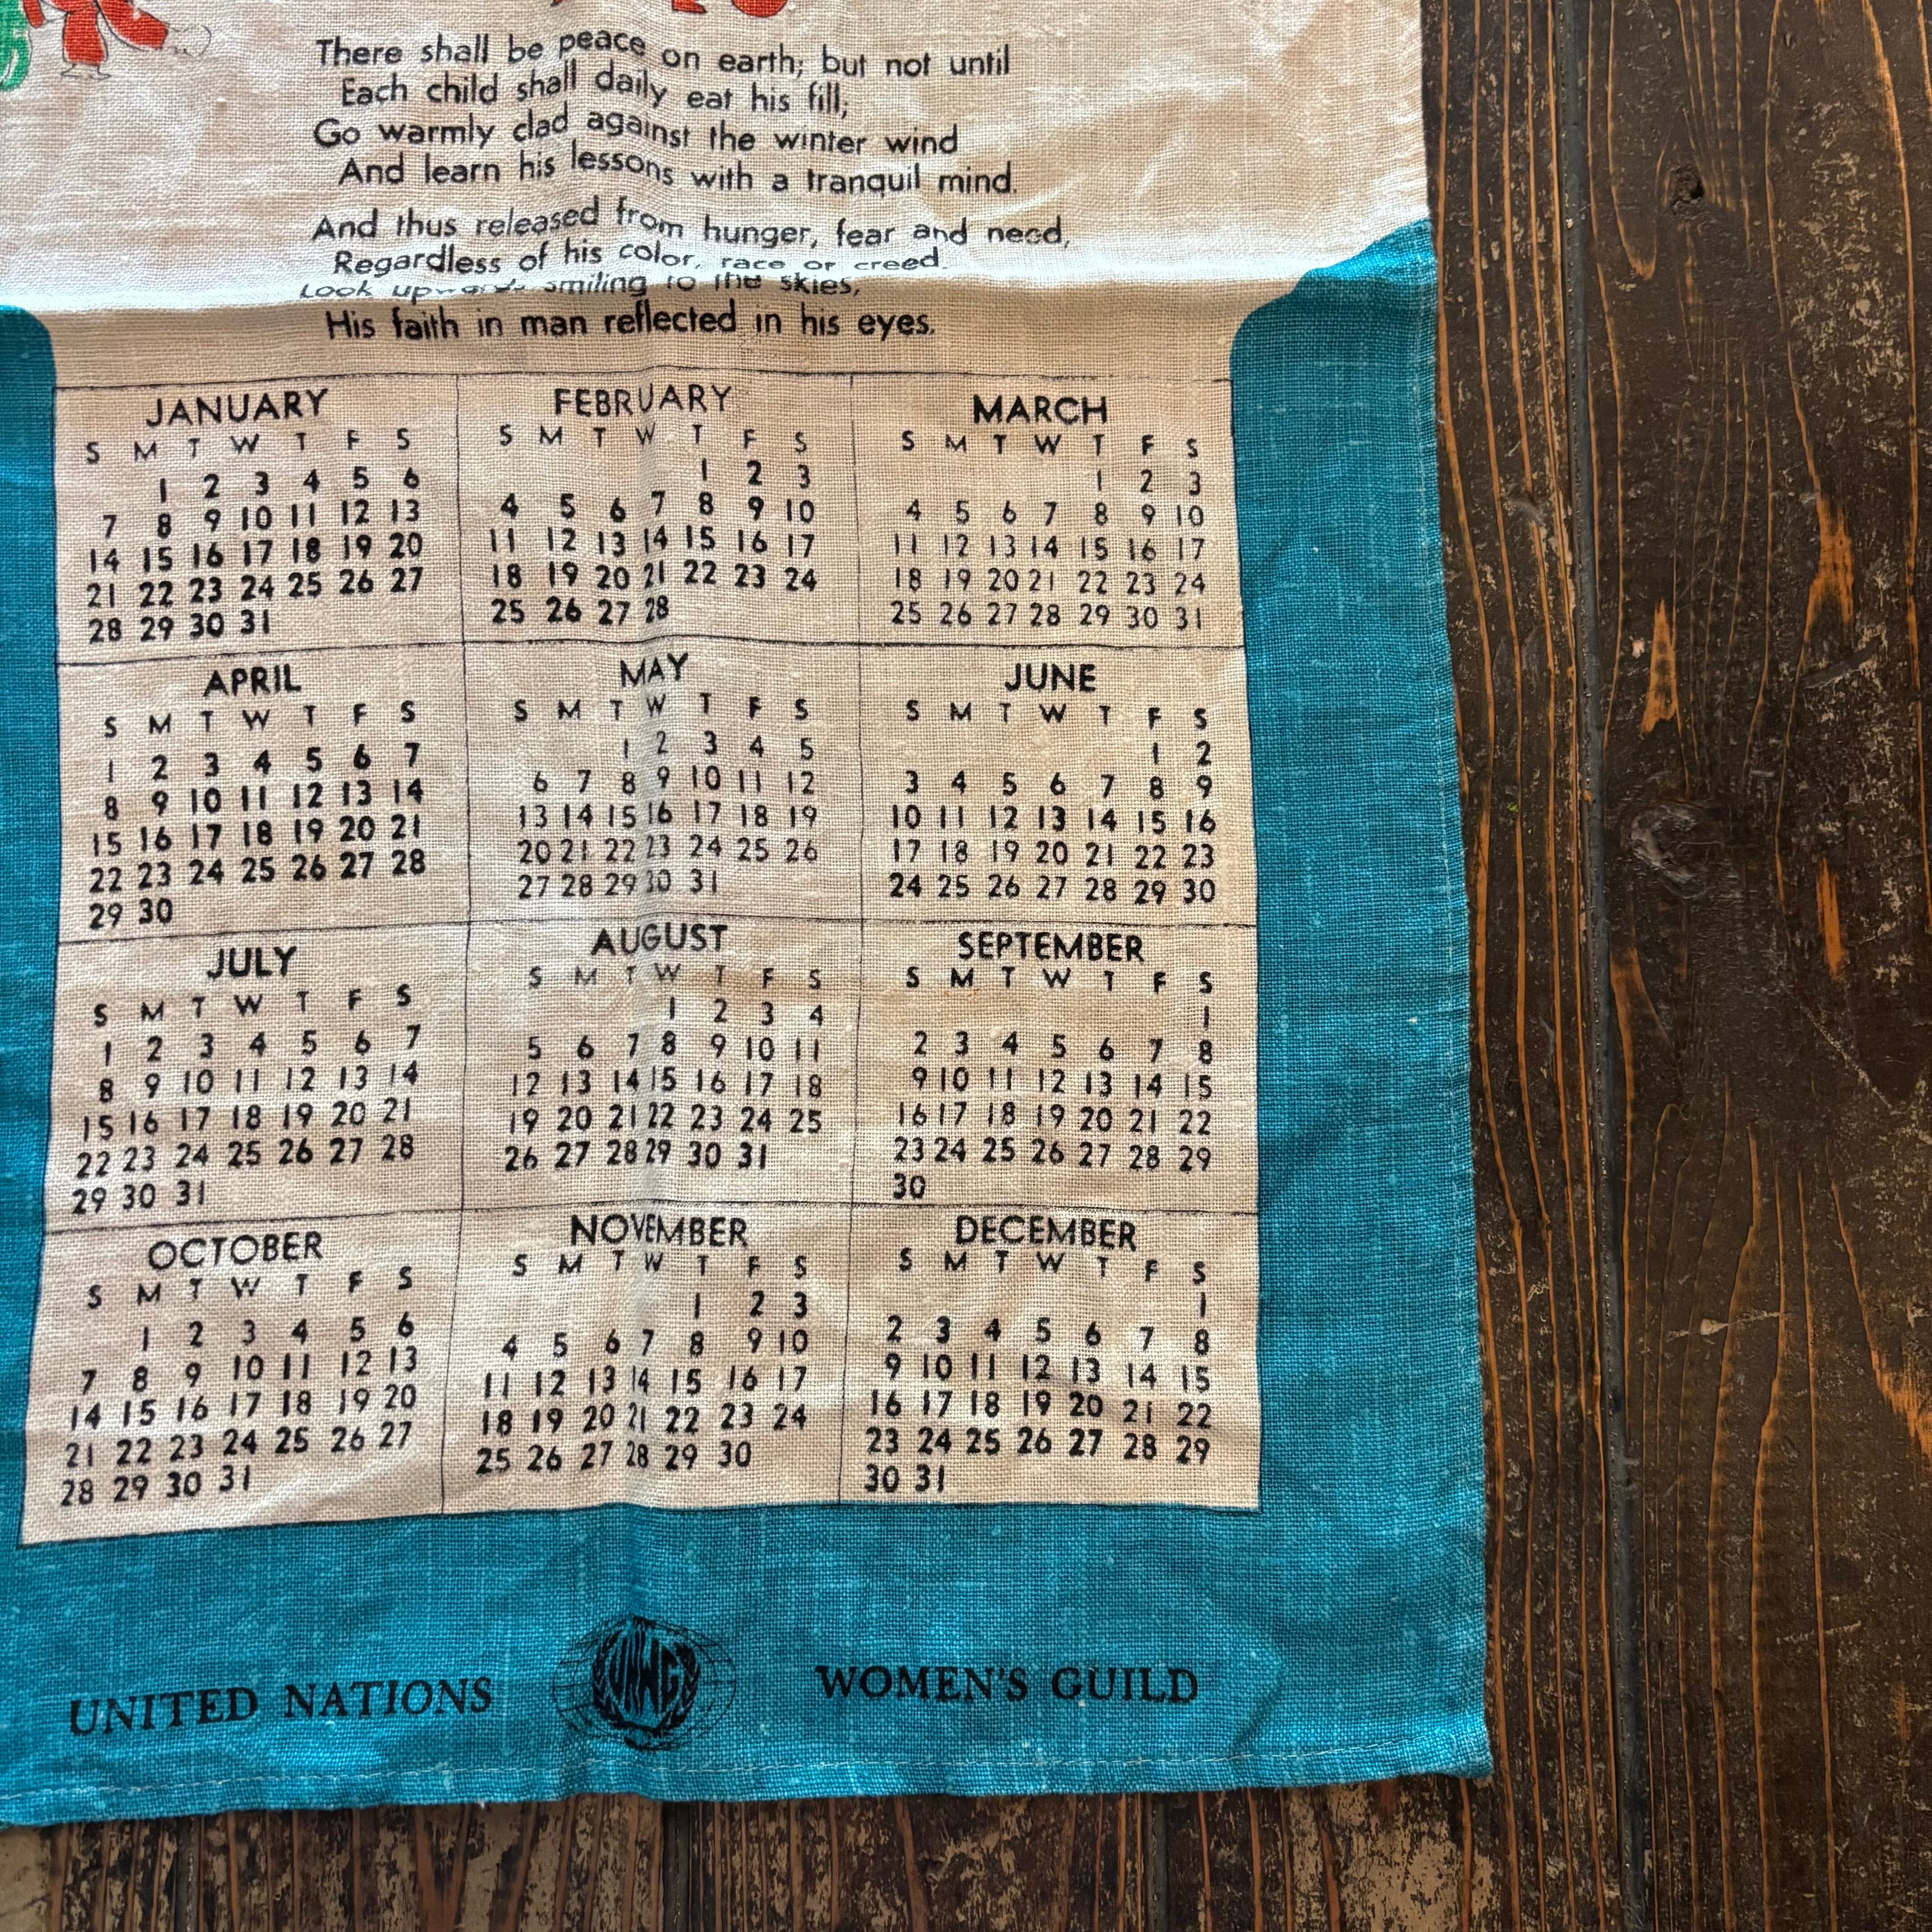 There shall be peace on earth; but not until
Each child shall daily eat his fill;
Go warmly clad against the winter wind
And learn his lessons with a tranquil mind.
And thus released from hunger, fear and need,
Regardless of his color, race or creed.
Look upwards smiling to the skies,
His faith in man reflected in his eyes.
JANUARY
S M T W T F S
1 2 3 4 5 6
7 8 9 10 11 12 13
14 15 16 17 18 19 20
21 22 23 24 25 26 27
28 29 30 31
FEBRUARY
S M T W T F S
1 2 3
4 5 6 7 8 9 10
11 12 13 14 15 16 17
18 19 20 21 22 23 24
25 26 27 28
MARCH
S M T W T F S
1 2 3
4 5 6 7 8 9 10
11 12 13 14 15 16 17
18 19 20 21 22 23 24
25 26 27 28 29 30 31
APRIL
S M T W T F S
1 2 3 4 5 6 7
8 9 10 11 12 13 14
15 16 17 18 19 20 21
22 23 24 25 26 27 28
29 30
MAY
S M T W T F S
1 2 3 4 5
6 7 8 9 10 11 12
13 14 15 16 17 18 19
20 21 22 23 24 25 26
27 28 29 30 31
JUNE
S M T W T F S
1 2
3 4 5 6 7 8 9
10 11 12 13 14 15 16
17 18 19 20 21 22 23
24 25 26 27 28 29 30
JULY
S M T W T F S
1 2 3 4 5 6 7
8 9 10 11 12 13 14
15 16 17 18 19 20 21
22 23 24 25 26 27 28
29 30 31
AUGUST
S M T W T F S
1 2 3 4
5 6 7 8 9 10 11
12 13 14 15 16 17 18
19 20 21 22 23 24 25
26 27 28 29 30 31
SEPTEMBER
S M T W T F S
1
2 3 4 5 6 7 8
9 10 11 12 13 14 15
16 17 18 19 20 21 22
23 24 25 26 27 28 29
30
OCTOBER
S M T W T F S
1 2 3 4 5 6
7 8 9 10 11 12 13
14 15 16 17 18 19 20
21 22 23 24 25 26 27
28 29 30 31
NOVEMBER
S M T W T F S
1 2 3
4 5 6 7 8 9 10
11 12 13 14 15 16 17
18 19 20 21 22 23 24
25 26 27 28 29 30
DECEMBER
S M T W T F S
1
2 3 4 5 6 7 8
9 10 11 12 13 14 15
16 17 18 19 20 21 22
23 24 25 26 27 28 29
30 31
UNITED NATIONS UNWG WOMEN'S GUILD